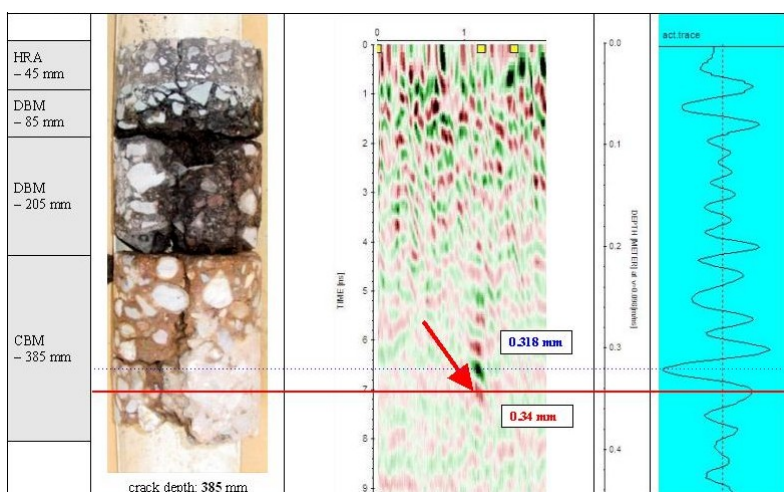 HRA
– 45 mm
DBM
– 85 mm
DBM
– 205 mm
CBM
– 385 mm
crack depth: 385 mm
0
1
0
1
2
3
4
5
6
7
8
9
TIME [ns]
0.318 mm
0.34 mm
0.0
0.1
0.2
0.3
0.4
act.trace